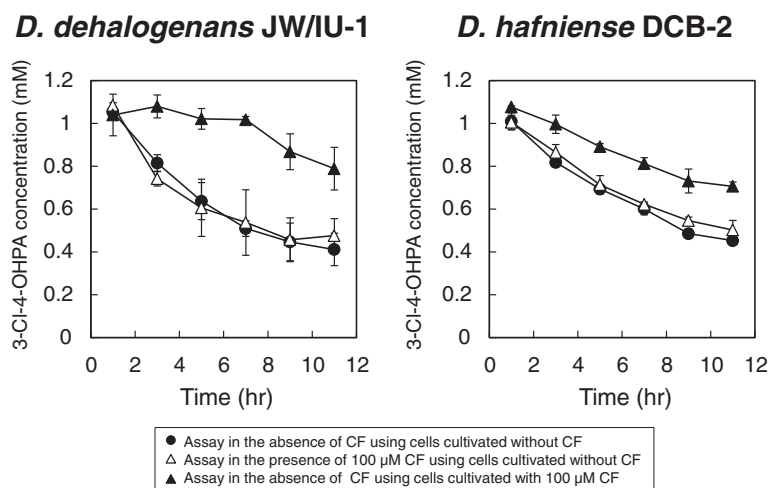 D. dehalogenans JW/IU-1
D. hafniense DCB-2
3-Cl-4-OHPA concentration (mM)
1.2
1
0.8
0.6
0.4
0.2
0
0 2 4 6 8 10 12
Time (hr)
3-Cl-4-OHPA concentration (mM)
1.2
1
0.8
0.6
0.4
0.2
0
0 2 4 6 8 10 12
Time (hr)
Assay in the absence of CF using cells cultivated without CF
Assay in the presence of 100 µM CF using cells cultivated without CF
Assay in the absence of CF using cells cultivated with 100 µM CF